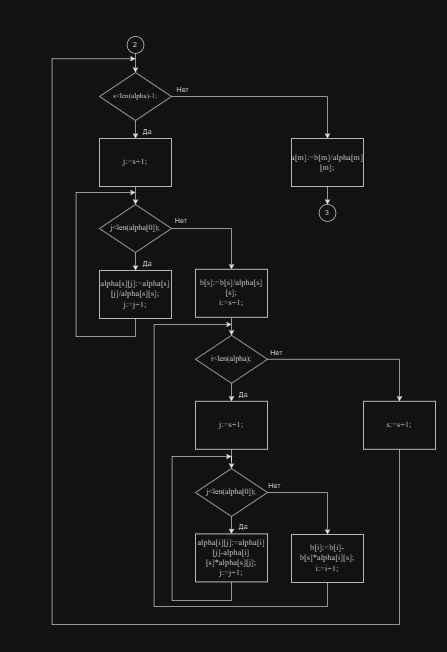 2
s<len(alpha)-1;
Нет
Да
j:=s+1;
a[m]:=b[m]/alpha[m]
[m];
3
j<len(alpha[0]);
Нет
Да
alpha[s][j]:=alpha[s]
[j]/alpha[s][s];
j:=j+1;
b[s]:=b[s]/alpha[s]
[s];
i:=s+1;
i<len(alpha);
Нет
Да
j:=s+1;
s:=s+1;
j<len(alpha[0]);
Нет
Да
alpha[i][j]:=alpha[i]
[j]-alpha[i]
[s]*alpha[s][j];
j:=j+1;
b[i]:=b[i]-
b[s]*alpha[i][s];
i:=i+1;